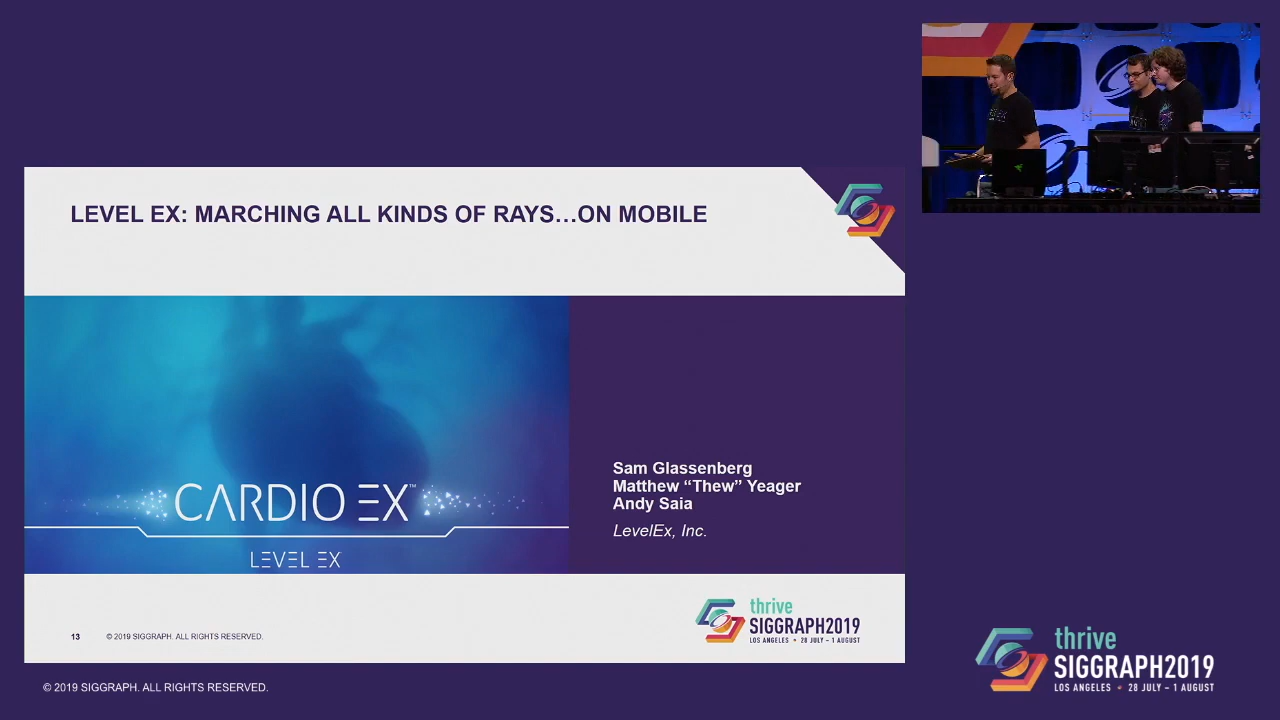 LEVEL EX: MARCHING ALL KINDS OF RAYS…ON MOBILE
CARDIO EX™
LEVEL EX
Sam Glassenberg
Matthew “Thew” Yeager
Andy Saia
LevelEx, Inc.
13
© 2019 SIGGRAPH. ALL RIGHTS RESERVED.
thrive
SIGGRAPH2019
LOS ANGELES • 28 JULY – 1 AUGUST
© 2019 SIGGRAPH. ALL RIGHTS RESERVED.
thrive
SIGGRAPH2019
LOS ANGELES • 28 JULY – 1 AUGUST